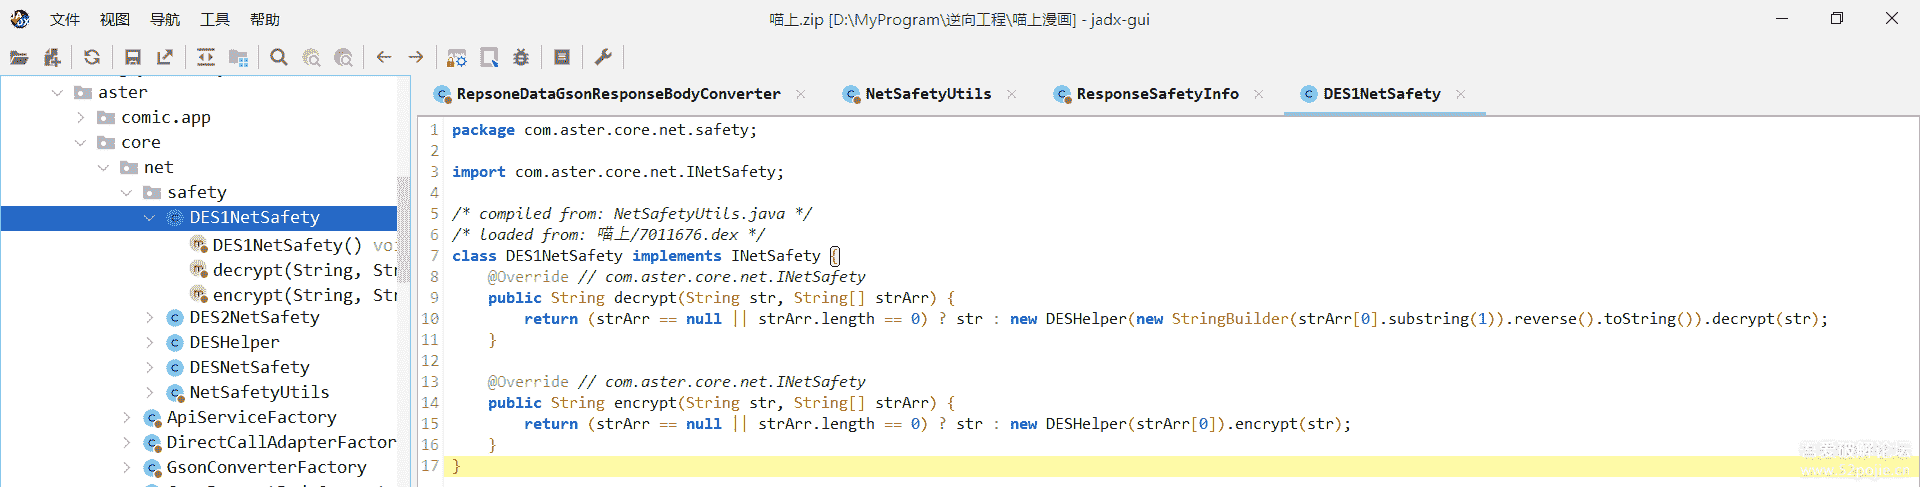 文件 视图 导航 工具 帮助
喵上.zip [D:\MyProgram\逆向工程\喵上漫画] - jadx-gui
aster
comic.app
core
net
safety
DES1NetSafety
DES1NetSafety() voi
decrypt(String, Str
encrypt(String, Str
DES2NetSafety
DESHelper
DESNetSafety
NetSafetyUtils
ApiServiceFactory
DirectCallAdapterFactor
GsonConverterFactory
RepsoneDataGsonResponseBodyConverter NetSafetyUtils ResponseSafetyInfo DES1NetSafety
1 package com.aster.core.net.safety;
2
3 import com.aster.core.net.INetSafety;
4
5 /* compiled from: NetSafetyUtils.java */
6 /* loaded from: 喵上/7011676.dex */
7 class DES1NetSafety implements INetSafety {
8 @Override // com.aster.core.net.INetSafety
9 public String decrypt(String str, String[] strArr) {
10 return (strArr == null || strArr.length == 0) ? str : new DESHelper(new StringBuilder(strArr[0].substring(1)).reverse().toString()).decrypt(str);
11 }
12
13 @Override // com.aster.core.net.INetSafety
14 public String encrypt(String str, String[] strArr) {
15 return (strArr == null || strArr.length == 0) ? str : new DESHelper(strArr[0]).encrypt(str);
16 }
17 }